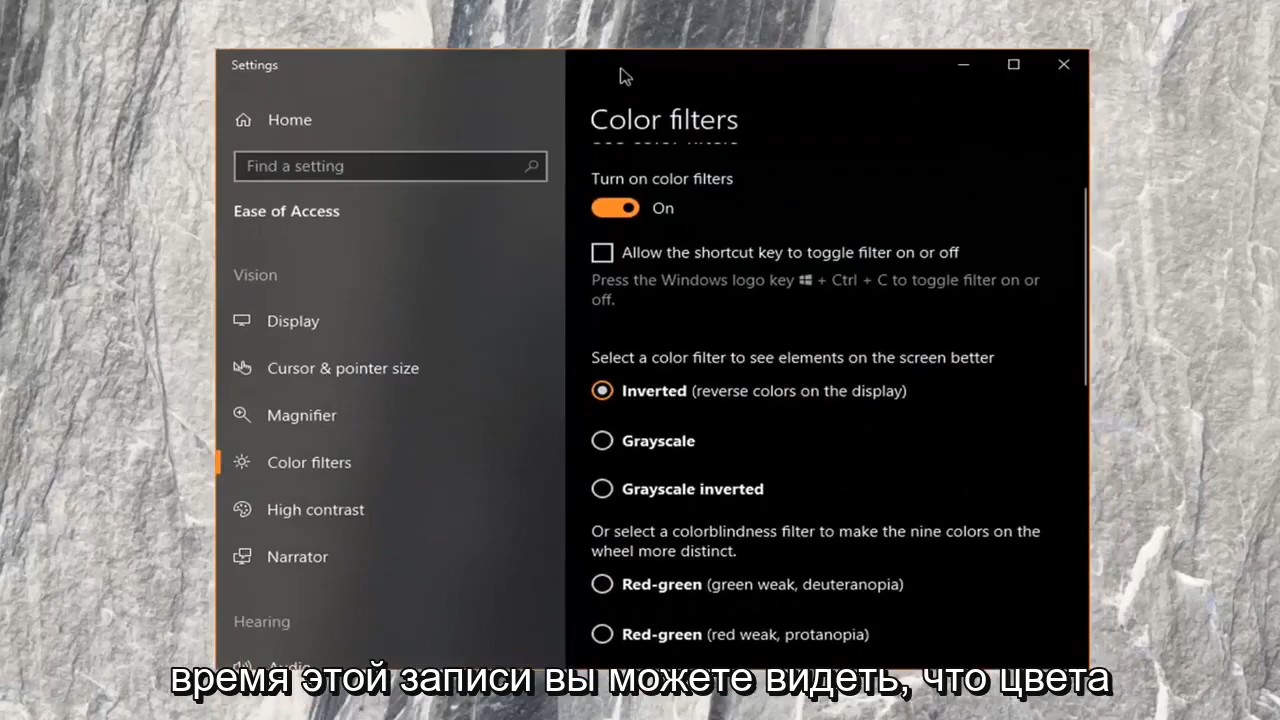 Settings
Home
Find a setting
Ease of Access
Vision
Display
Cursor & pointer size
Magnifier
Color filters
High contrast
Narrator
Hearing
Audio
Color filters
Turn on color filters
On
Allow the shortcut key to toggle filter on or off
Press the Windows logo key + Ctrl + C to toggle filter on or
off.
Select a color filter to see elements on the screen better
Inverted (reverse colors on the display)
Grayscale
Grayscale inverted
Or select a colorblindness filter to make the nine colors on the
wheel more distinct.
Red-green (green weak, deuteranopia)
Red-green (red weak, protanopia)
время этой записи вы можете видеть, что цвета